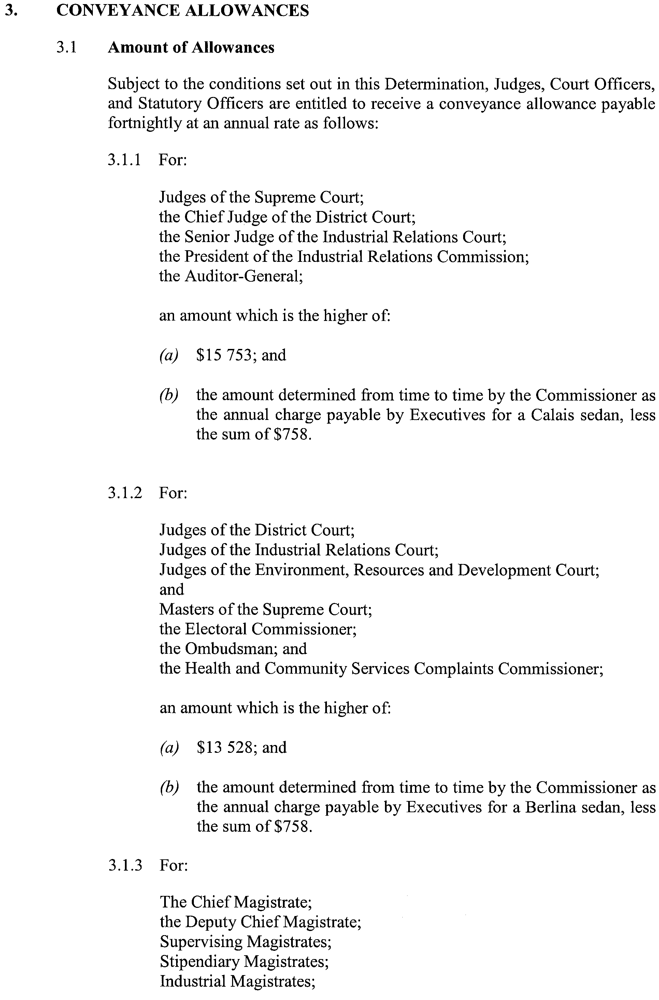 3. CONVEYANCE ALLOWANCES
3.1 Amount of Allowances
Subject to the conditions set out in this Determination, Judges, Court Officers,
and Statutory Officers are entitled to receive a conveyance allowance payable
fortnightly at an annual rate as follows:
3.1.1 For:
Judges of the Supreme Court;
the Chief Judge of the District Court;
the Senior Judge of the Industrial Relations Court;
the President of the Industrial Relations Commission;
the Auditor-General;
an amount which is the higher of:
(a) $15 753; and
(b) the amount determined from time to time by the Commissioner as
the annual charge payable by Executives for a Calais sedan, less
the sum of $758.
3.1.2 For:
Judges of the District Court;
Judges of the Industrial Relations Court;
Judges of the Environment, Resources and Development Court;
and
Masters of the Supreme Court;
the Electoral Commissioner;
the Ombudsman; and
the Health and Community Services Complaints Commissioner;
an amount which is the higher of:
(a) $13 528; and
(b) the amount determined from time to time by the Commissioner as
the annual charge payable by Executives for a Berlina sedan, less
the sum of $758.
3.1.3 For:
The Chief Magistrate;
the Deputy Chief Magistrate;
Supervising Magistrates;
Stipendiary Magistrates;
Industrial Magistrates;